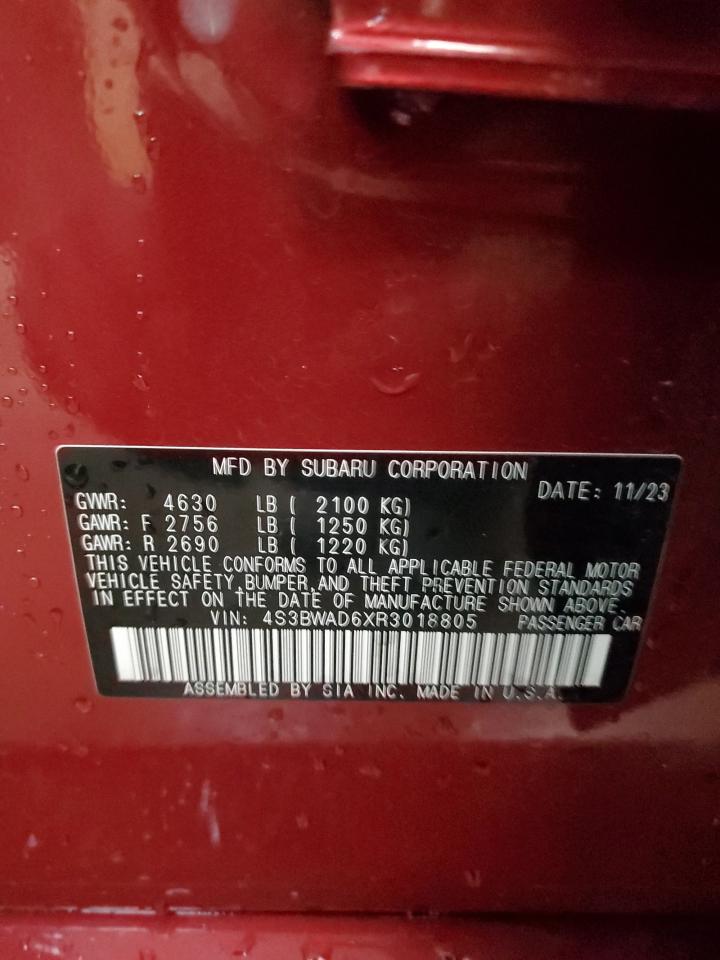 MFD BY SUBARU CORPORATION
DATE: 11/23
GVWR: 4630 LB ( 2100 KG)
GAWR: F 2756 LB ( 1250 KG)
GAWR: R 2690 LB ( 1220 KG)
THIS VEHICLE CONFORMS TO ALL APPLICABLE FEDERAL MOTOR
VEHICLE SAFETY, BUMPER, AND THEFT PREVENTION STANDARDS
IN EFFECT ON THE DATE OF MANUFACTURE SHOWN ABOVE.
VIN: 4S3BWAD6XR3018805 PASSENGER CAR
ASSEMBLED BY SIA INC. MADE IN U.S.A.